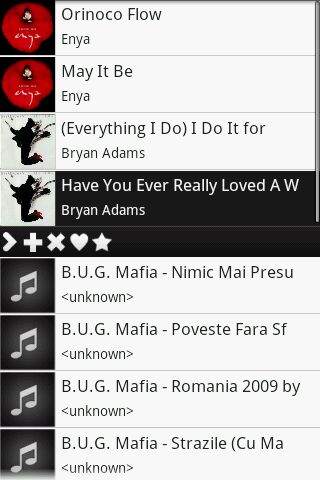 Orinoco Flow
Enya
May It Be
Enya
(Everything I Do) I Do It for
Bryan Adams
Have You Ever Really Loved A W
Bryan Adams
B.U.G. Mafia - Nimic Mai Presu
<unknown>
B.U.G. Mafia - Poveste Fara Sf
<unknown>
B.U.G. Mafia - Romania 2009 by
<unknown>
B.U.G. Mafia - Strazile (Cu Ma
<unknown>